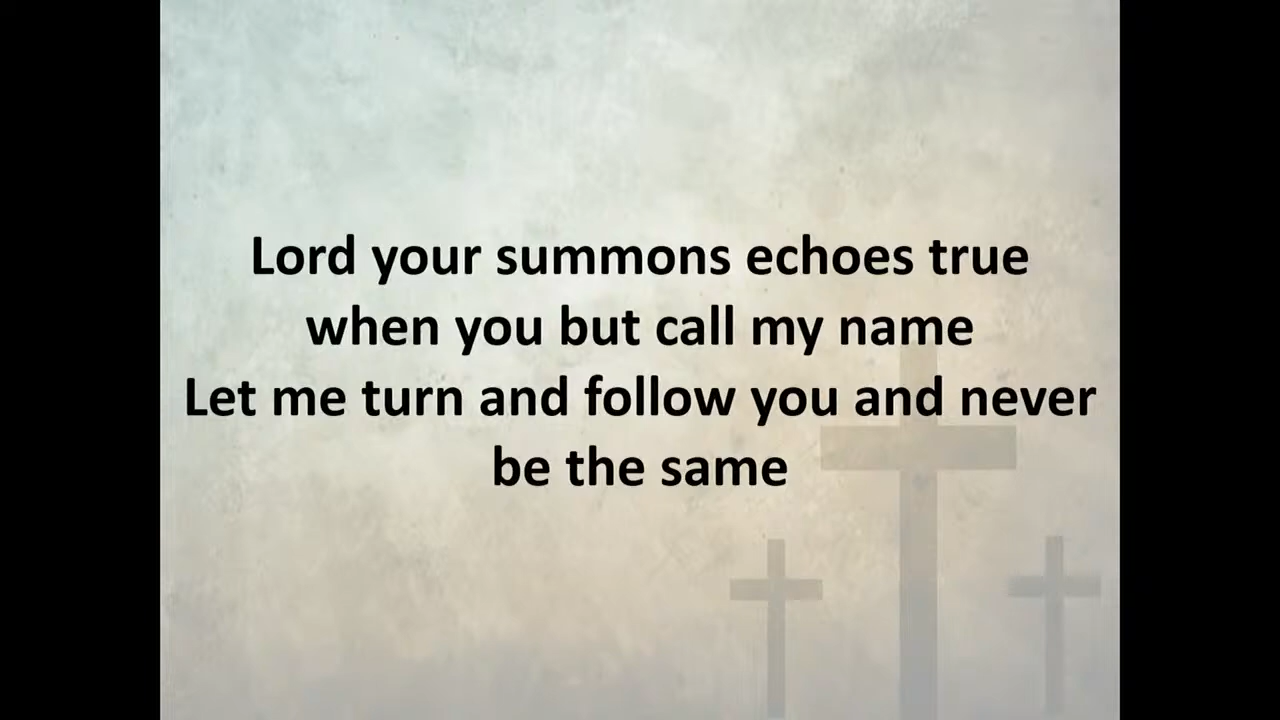 Lord your summons echoes true
when you but call my name
Let me turn and follow you and never
be the same